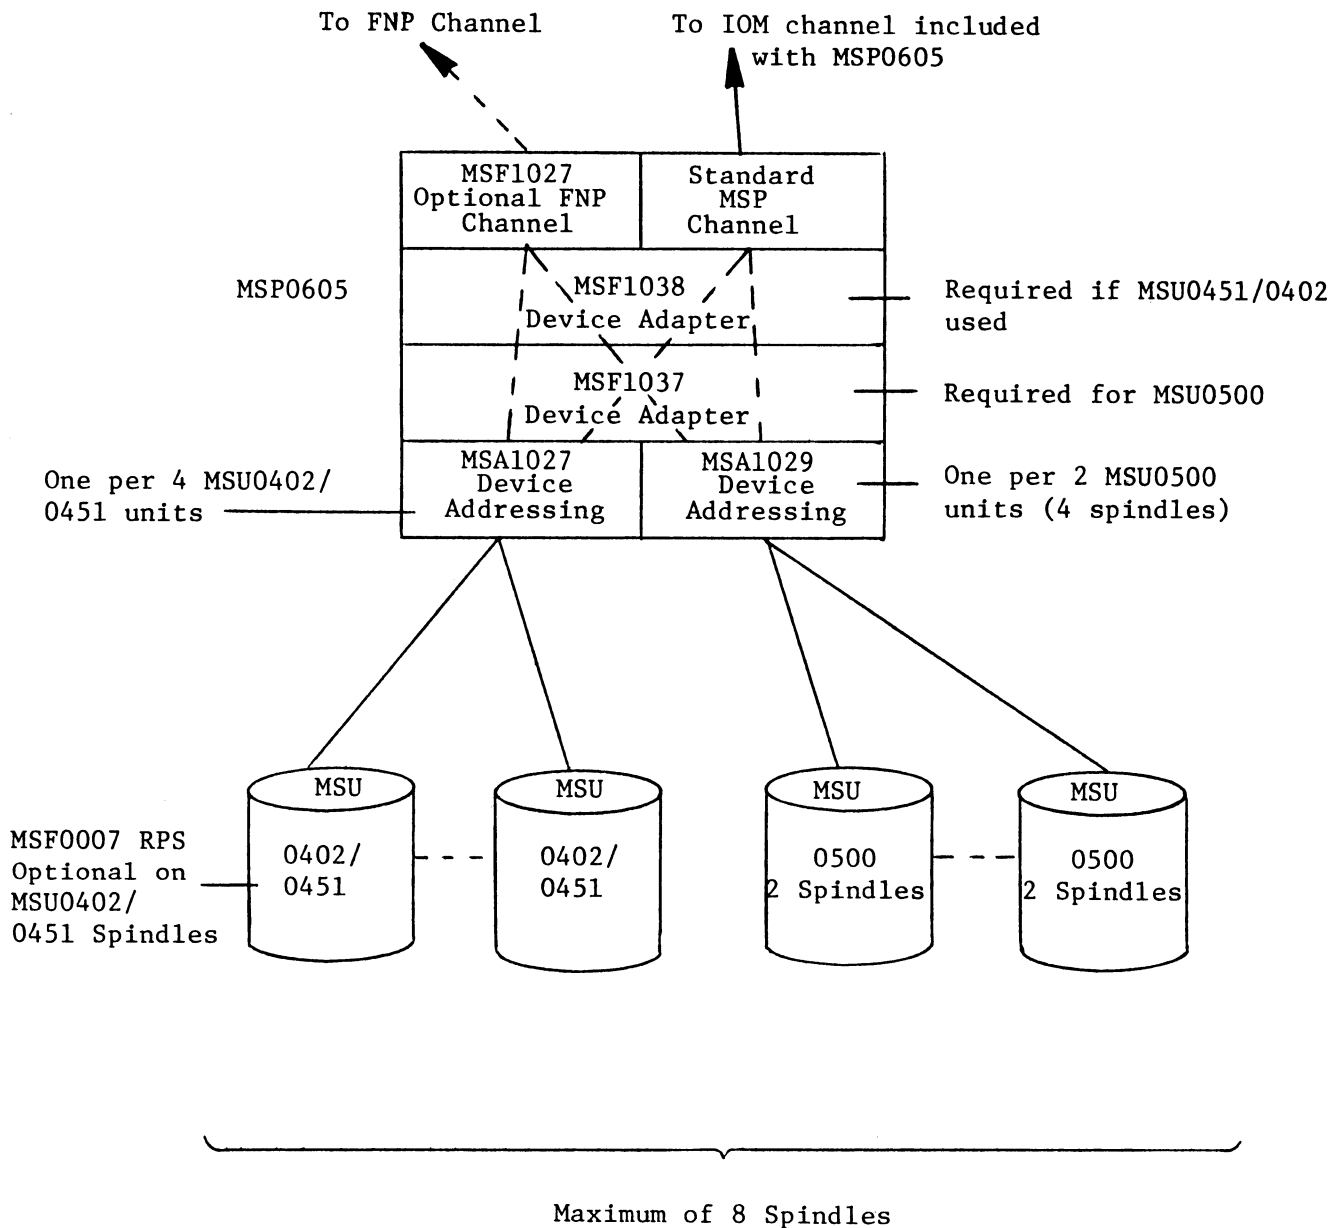 To FNP Channel
To IOM channel included
with MSP0605
MSF1027
Optional FNP
Channel
Standard
MSP
Channel
MSP0605
MSF1038
Device Adapter
Required if MSU0451/0402
used
MSF1037
Device Adapter
Required for MSU0500
One per 4 MSU0402/
0451 units
MSA1027
Device
Addressing
MSA1029
Device
Addressing
One per 2 MSU0500
units (4 spindles)
MSU
MSU
MSU
MSU
MSF0007 RPS
Optional on
MSU0402/
0451 Spindles
0402/
0451
0402/
0451
0500
2 Spindles
0500
2 Spindles
Maximum of 8 Spindles